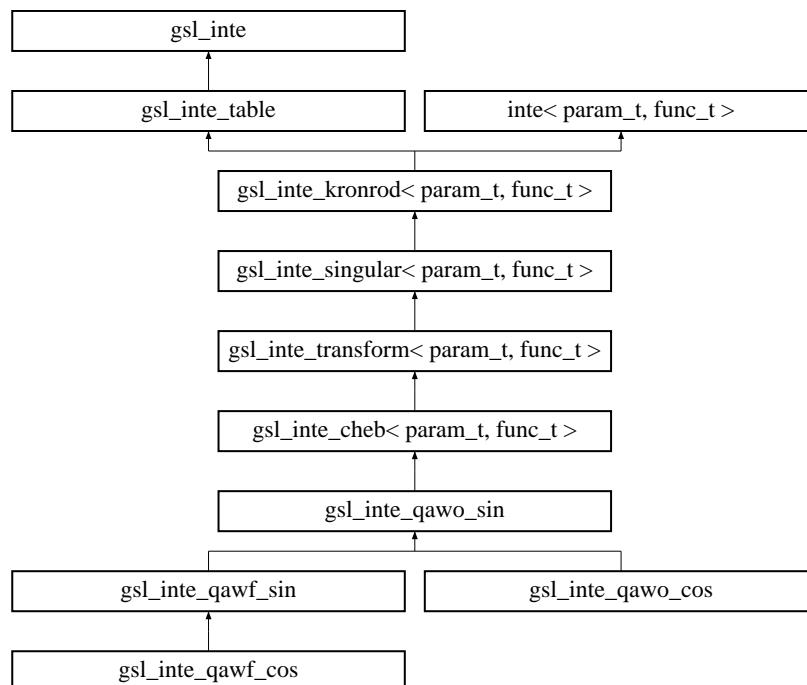 gsl_inte
gsl_inte_table
inte< param_t, func_t >
gsl_inte_kronrod< param_t, func_t >
gsl_inte_singular< param_t, func_t >
gsl_inte_transform< param_t, func_t >
gsl_inte_cheb< param_t, func_t >
gsl_inte_qawo_sin
gsl_inte_qawf_sin
gsl_inte_qawo_cos
gsl_inte_qawf_cos